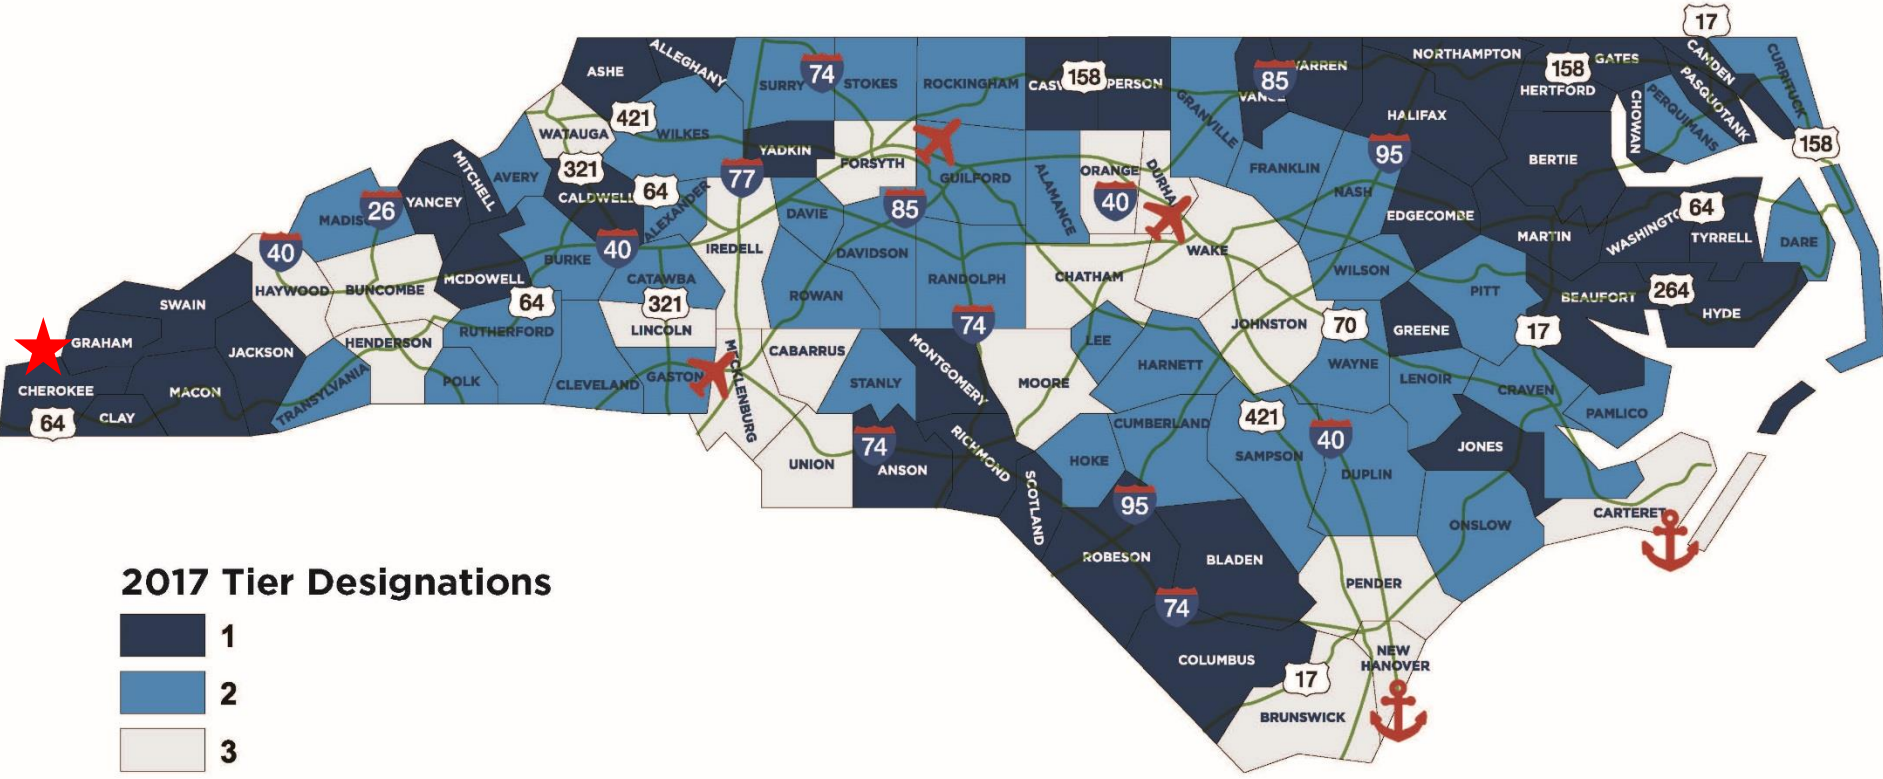 17
ALLEGHANY
ASHE
74
SURRY
STOKES
ROCKINGHAM
158
PERSON
85
NORTHAMPTON
158
GATES
CAMDEN
CURRITUCK
HERTFORD
PASQUOTANK
GRANVILLE
PERQUIMANS
CHOWAN
421
WATAUGA
WILKES
HALIFAX
YADKIN
FORSYTH
95
158
BERTIE
MITCHELL
321
AVERY
77
GUILFORD
ALAMANCE
ORANGE
FRANKLIN
NASH
64
CALDWELL
ALEXANDER
26
YANCEY
85
DAVIE
40
EDGECOMBE
64
MARTIN
TYRRELL
DARE
40
40
IREDELL
DAVIDSON
WAKE
BURKE
CATAWBA
RANDOLPH
CHATHAM
WILSON
PITT
MCDOWELL
HAYWOOD
BUNCOMBE
ROWAN
BEAUFORT
264
HYDE
SWAIN
64
321
RUTHERFORD
LINCOLN
74
JOHNSTON
70
GREENE
17
GRAHAM
HENDERSON
JACKSON
MECKLENBURG
CABARRUS
MONTGOMERY
LEE
HARNETT
WAYNE
LENOIR
CHEROKEE
MACON
TRANSYLVANIA
POLK
CLEVELAND
GASTON
STANLY
MOORE
CRAVEN
PAMLICO
64
CLAY
CUMBERLAND
421
40
74
RICHMOND
HOKE
SAMPSON
DUPLIN
JONES
UNION
ANSON
SCOTLAND
95
ONSLOW
CARTERET
ROBESON
BLADEN
PENDER
2017 Tier Designations
1
2
3
74
COLUMBUS
NEW
HANOVER
17
BRUNSWICK